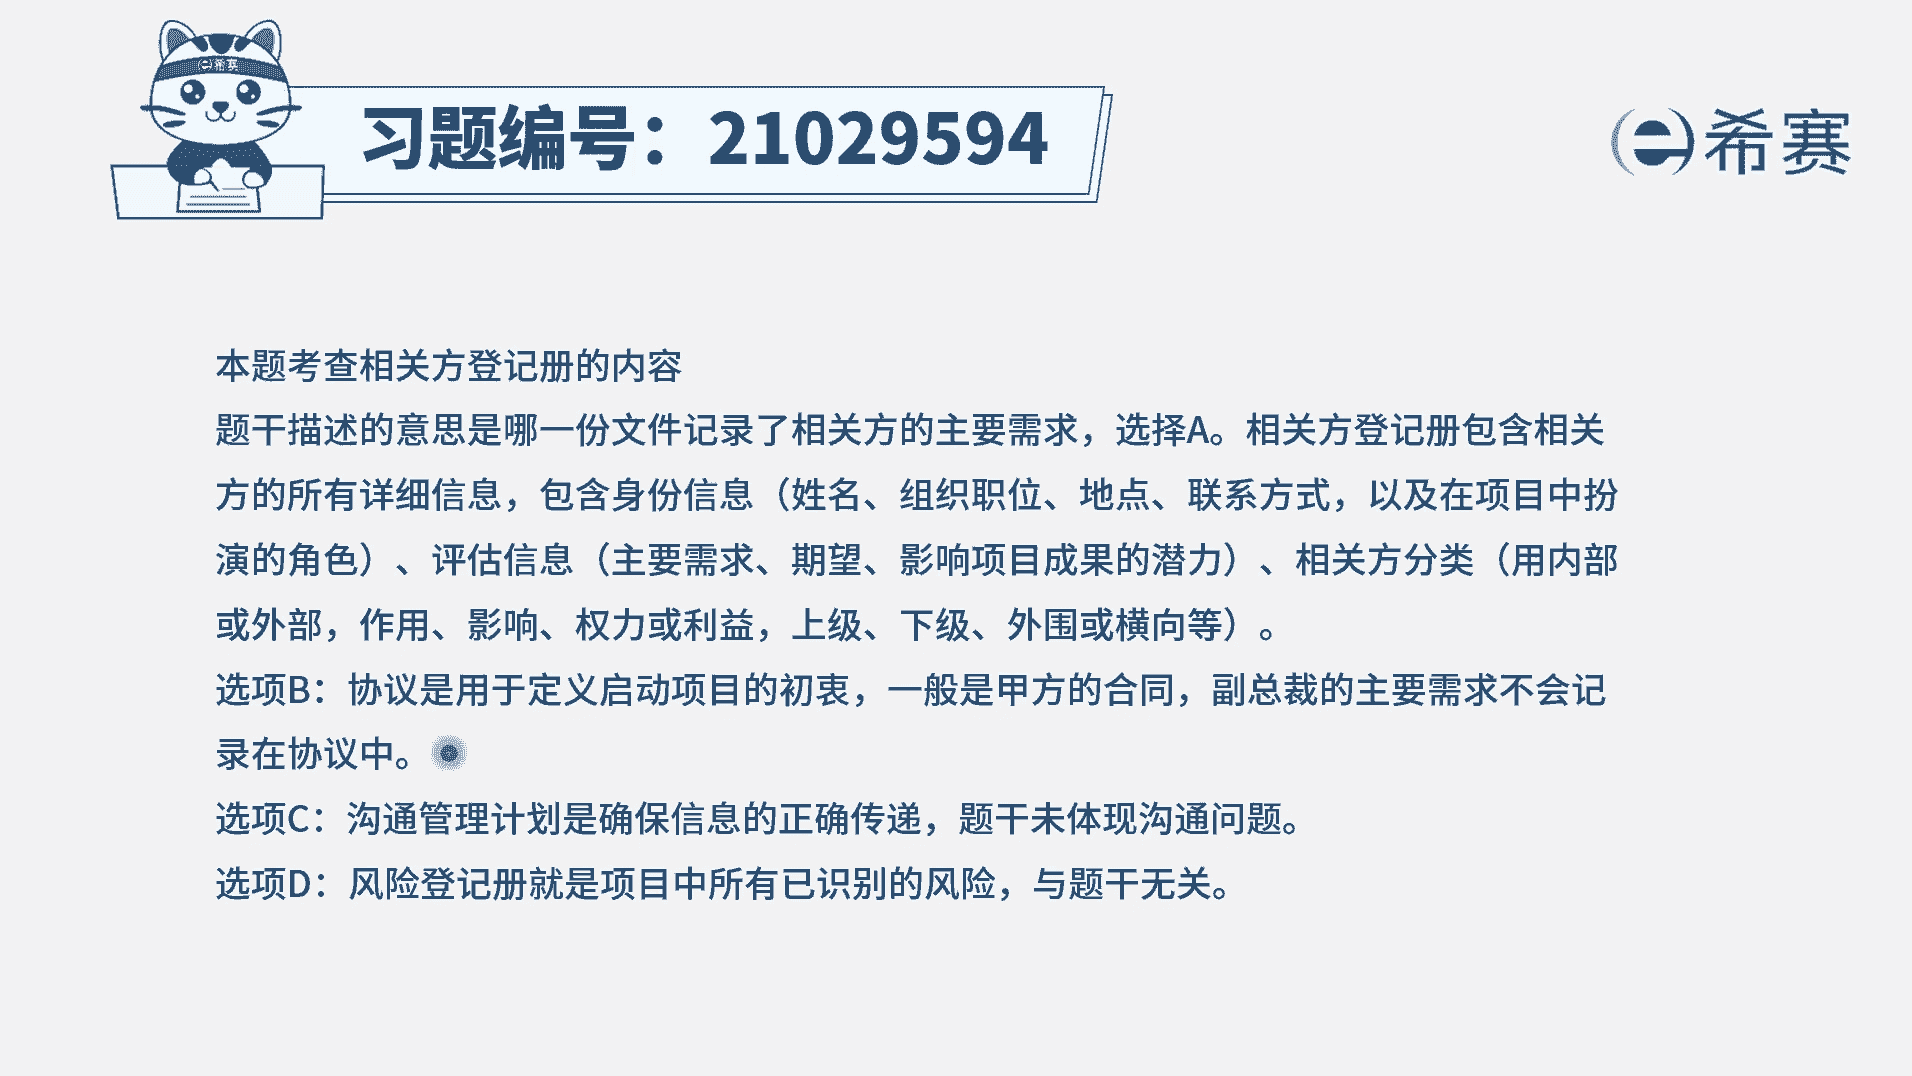 e希赛
习题编号：21029594
e希赛
本题考查相关方登记册的内容
题干描述的意思是哪一份文件记录了相关方的主要需求，选择A。相关方登记册包含相关
方的所有详细信息，包含身份信息（姓名、组织职位、地点、联系方式，以及在项目中扮
演的角色）、评估信息（主要需求、期望、影响项目成果的潜力）、相关方分类（用内部
或外部，作用、影响、权力或利益，上级、下级、外围或横向等）。
选项B：协议是用于定义启动项目的初衷，一般是甲方的合同，副总裁的主要需求不会记
录在协议中。
选项C：沟通管理计划是确保信息的正确传递，题干未体现沟通问题。
选项D：风险登记册就是项目中所有已识别的风险，与题干无关。